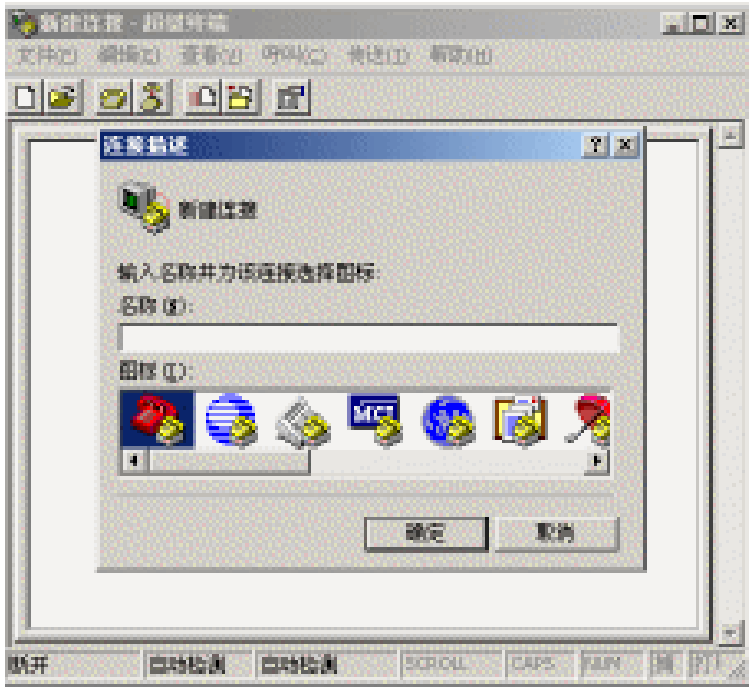 新建连接 - 超级终端
文件(F) 编辑(E) 查看(V) 呼叫(C) 传送(T) 帮助(H)
连接描述
新建连接
输入名称并为该连接选择图标:
名称(N):
图标(I):
MCI
确定 取消
断开 自动检测 自动检测 SCROLL CAPS NUM 捕 打